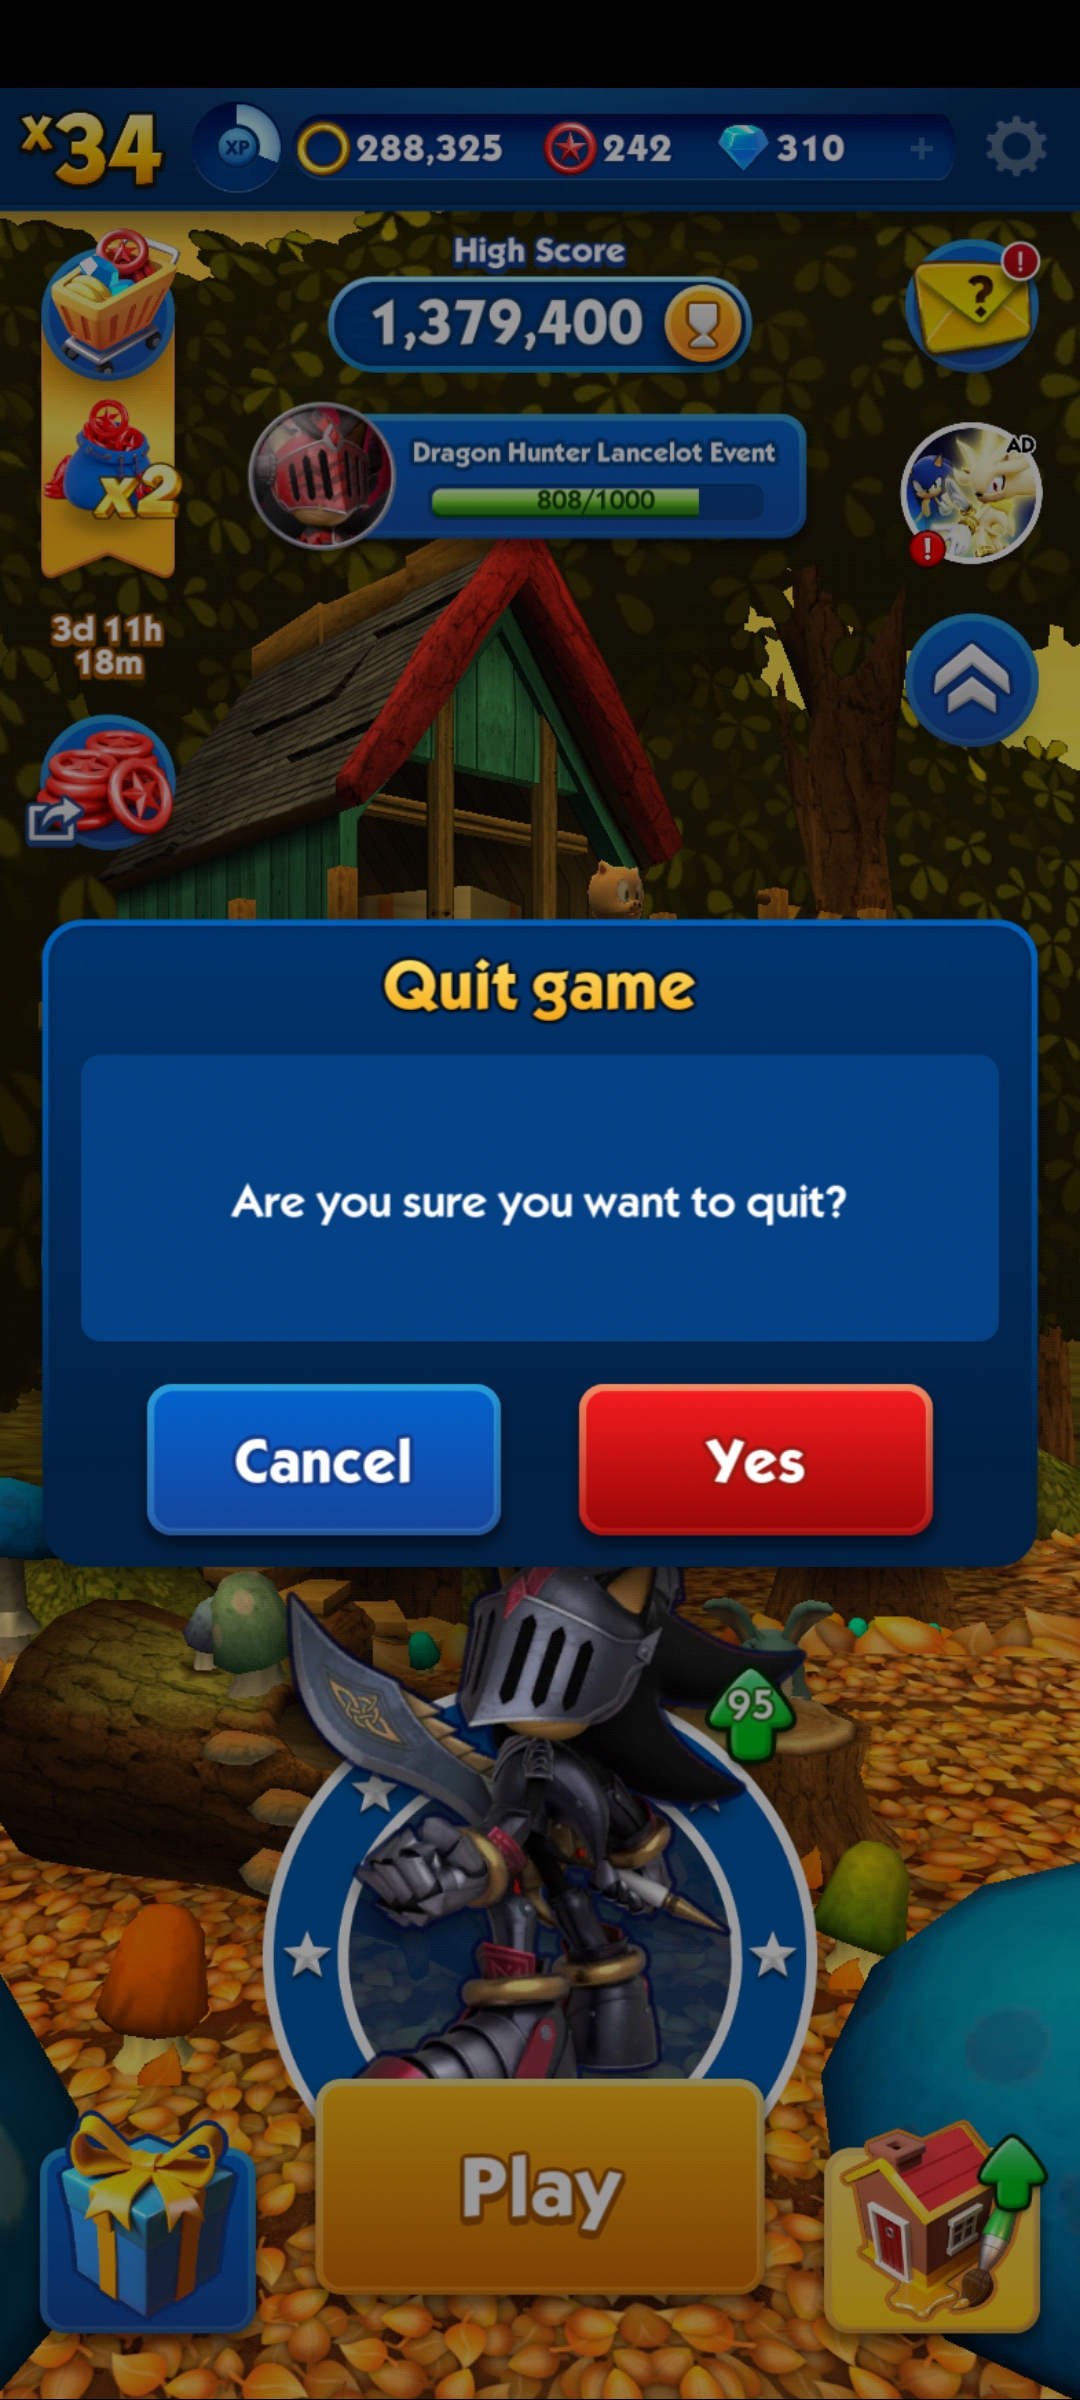 x34
XP
288,325
242
310
+
High Score
1,379,400
?
!
Dragon Hunter Lancelot Event
808/1000
AD
!
x2
3d 11h
18m
Quit game
Are you sure you want to quit?
Cancel
Yes
95
Play